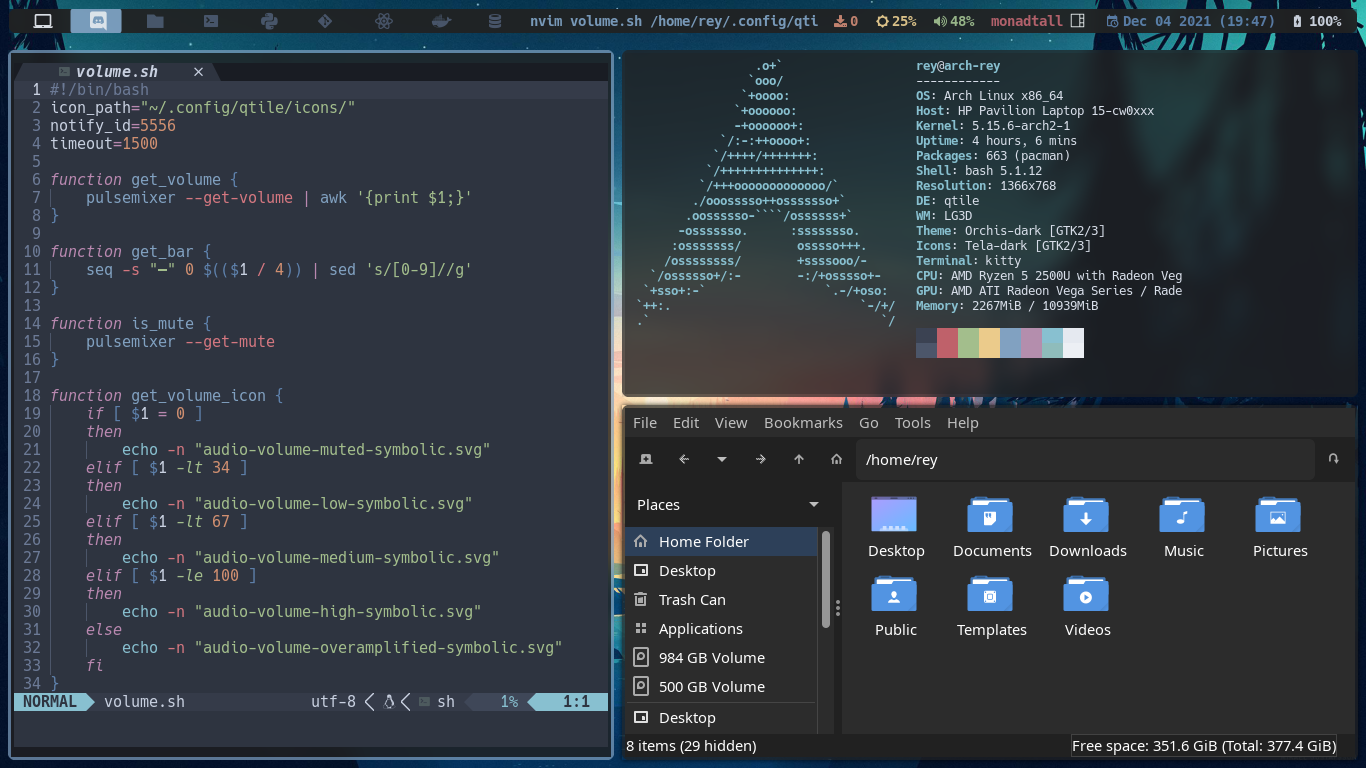 nvim volume.sh /home/rey/.config/qti 0 25% 48% monadtall Dec 04 2021 (19:47) 100%
volume.sh ×
1 #!/bin/bash
2 icon_path="~/.config/qtile/icons/"
3 notify_id=5556
4 timeout=1500
5
6 function get_volume {
7 pulsemixer --get-volume | awk '{print $1;}'
8 }
9
10 function get_bar {
11 seq -s "─" 0 $(($1 / 4)) | sed 's/[0-9]//g'
12 }
13
14 function is_mute {
15 pulsemixer --get-mute
16 }
17
18 function get_volume_icon {
19 if [ $1 = 0 ]
20 then
21 echo -n "audio-volume-muted-symbolic.svg"
22 elif [ $1 -lt 34 ]
23 then
24 echo -n "audio-volume-low-symbolic.svg"
25 elif [ $1 -lt 67 ]
26 then
27 echo -n "audio-volume-medium-symbolic.svg"
28 elif [ $1 -le 100 ]
29 then
30 echo -n "audio-volume-high-symbolic.svg"
31 else
32 echo -n "audio-volume-overamplified-symbolic.svg"
33 fi
34 }
NORMAL volume.sh utf-8 sh 1% 1:1
rey@arch-rey
------------
OS: Arch Linux x86_64
Host: HP Pavilion Laptop 15-cw0xxx
Kernel: 5.15.6-arch2-1
Uptime: 4 hours, 6 mins
Packages: 663 (pacman)
Shell: bash 5.1.12
Resolution: 1366x768
DE: qtile
WM: LG3D
Theme: Orchis-dark [GTK2/3]
Icons: Tela-dark [GTK2/3]
Terminal: kitty
CPU: AMD Ryzen 5 2500U with Radeon Veg
GPU: AMD ATI Radeon Vega Series / Rade
Memory: 2267MiB / 10939MiB
File Edit View Bookmarks Go Tools Help
/home/rey
Places
Home Folder
Desktop
Trash Can
Applications
984 GB Volume
500 GB Volume
Desktop
Desktop Documents Downloads Music Pictures
Public Templates Videos
8 items (29 hidden) Free space: 351.6 GiB (Total: 377.4 GiB)